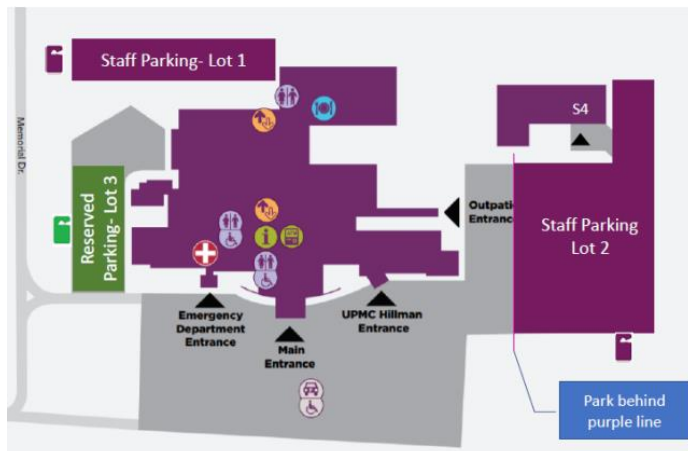 Staff Parking- Lot 1
Memorial Dr.
Reserved
Parking- Lot 3
S4
Outpati
Entranc
Staff Parking
Lot 2
Emergency
Department
Entrance
Main
Entrance
UPMC Hillman
Entrance
Park behind
purple line